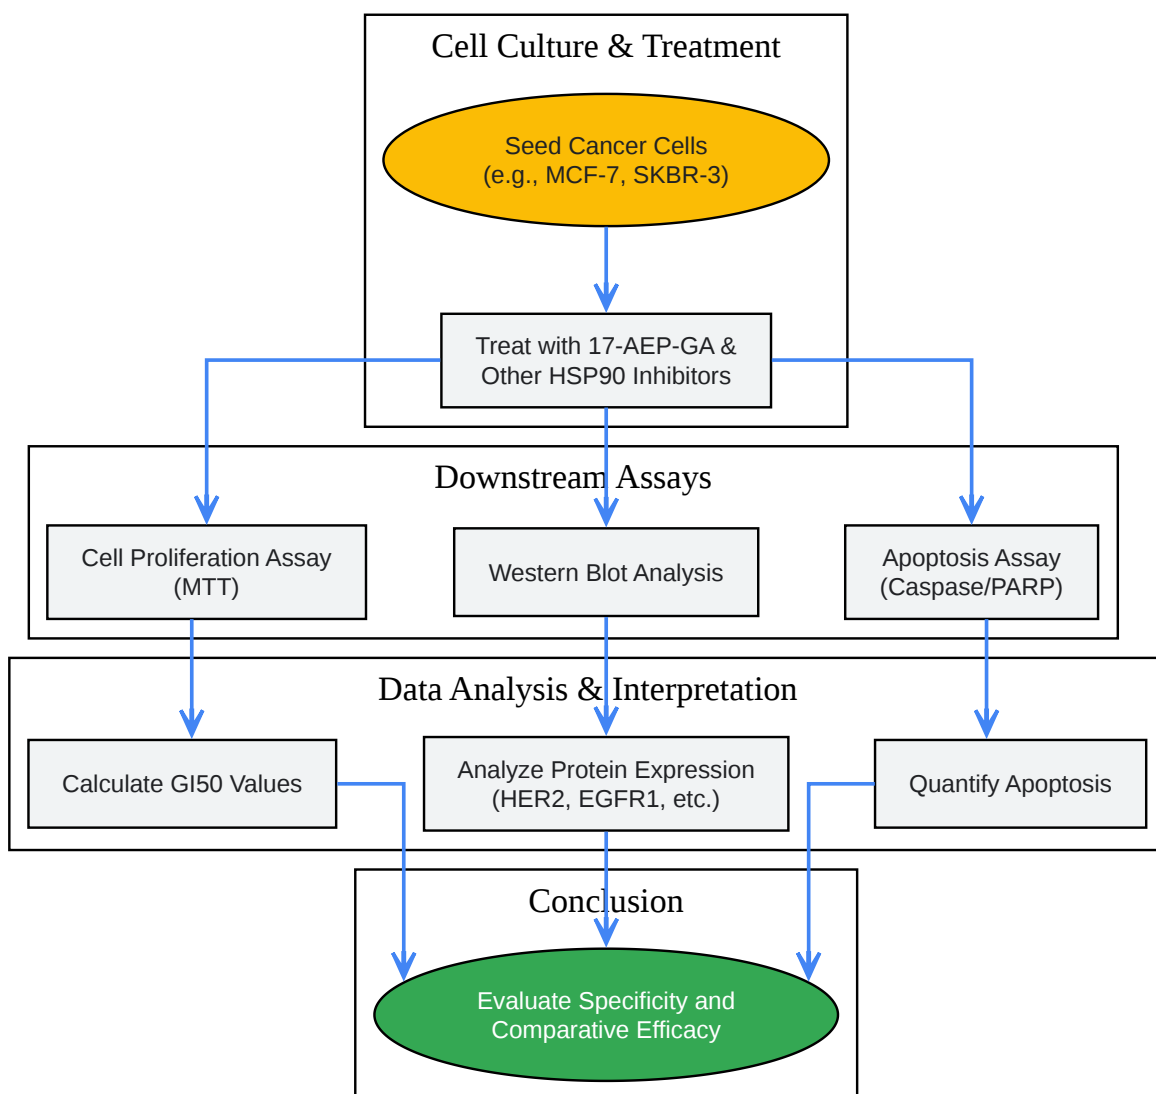 Cell Culture & Treatment
Seed Cancer Cells
(e.g., MCF-7, SKBR-3)
Treat with 17-AEP-GA &
Other HSP90 Inhibitors
Downstream Assays
Cell Proliferation Assay
(MTT)
Western Blot Analysis
Apoptosis Assay
(Caspase/PARP)
Data Analysis & Interpretation
Calculate GI50 Values
Analyze Protein Expression
(HER2, EGFR1, etc.)
Quantify Apoptosis
Conclusion
Evaluate Specificity and
Comparative Efficacy